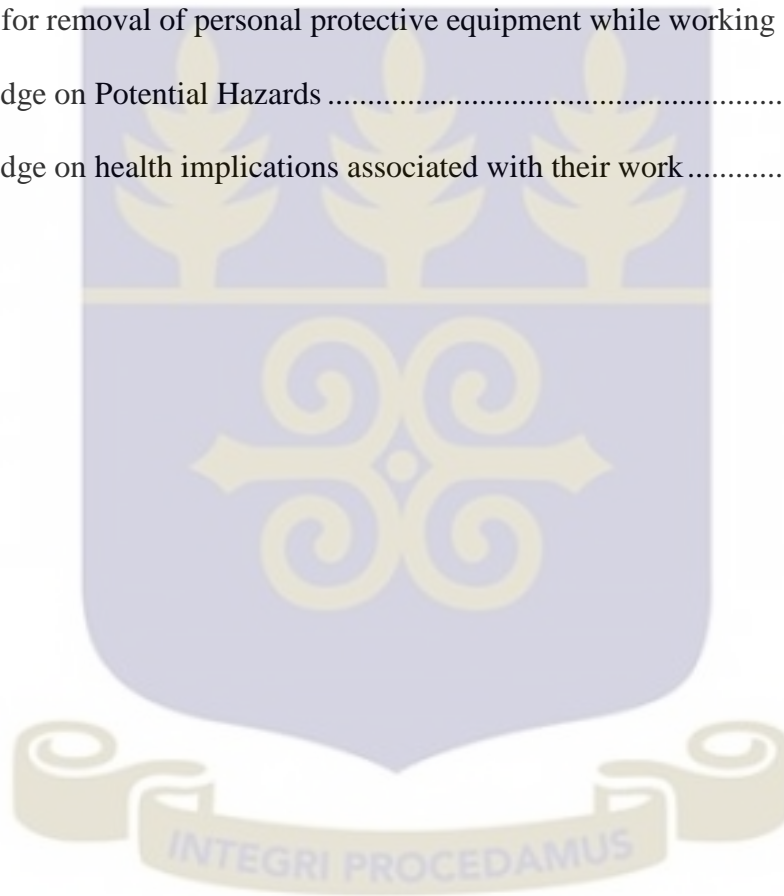 for removal of personal protective equipment while working
dge on Potential Hazards ........................................................
dge on health implications associated with their work ............
INTEGRI PROCEDAMUS